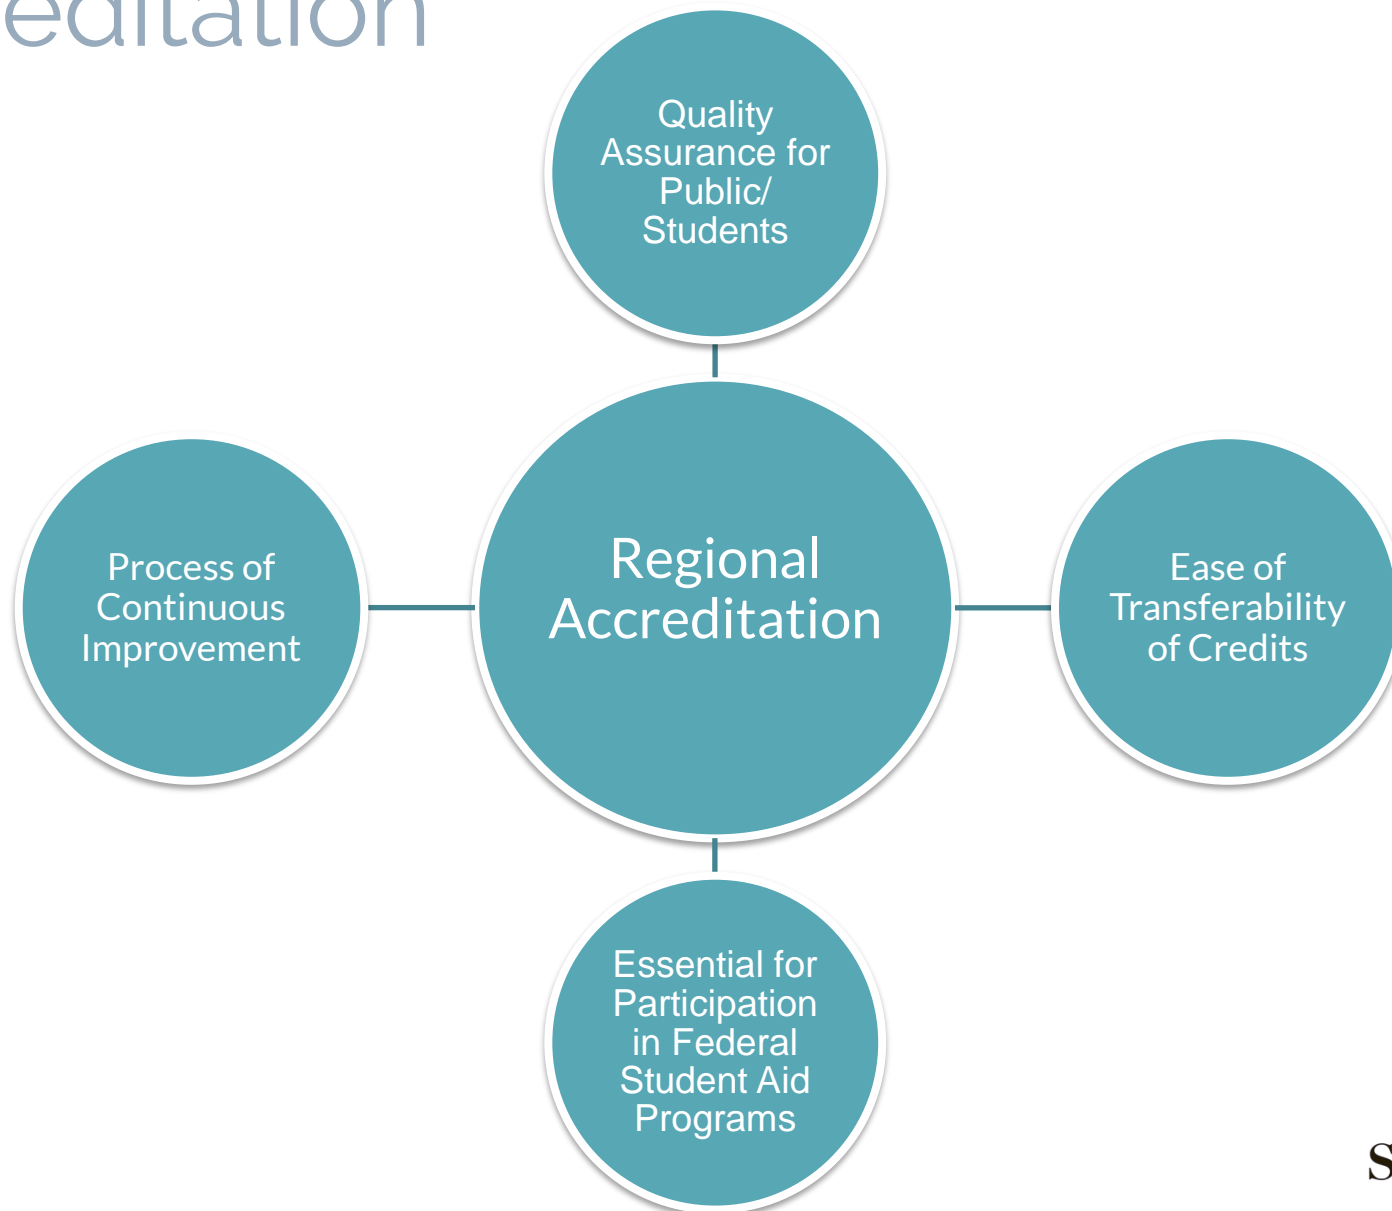 editation
Quality
Assurance for
Public/
Students
Regional
Accreditation
Process of
Continuous
Improvement
Ease of
Transferability
of Credits
Essential for
Participation
in Federal
Student Aid
Programs
S